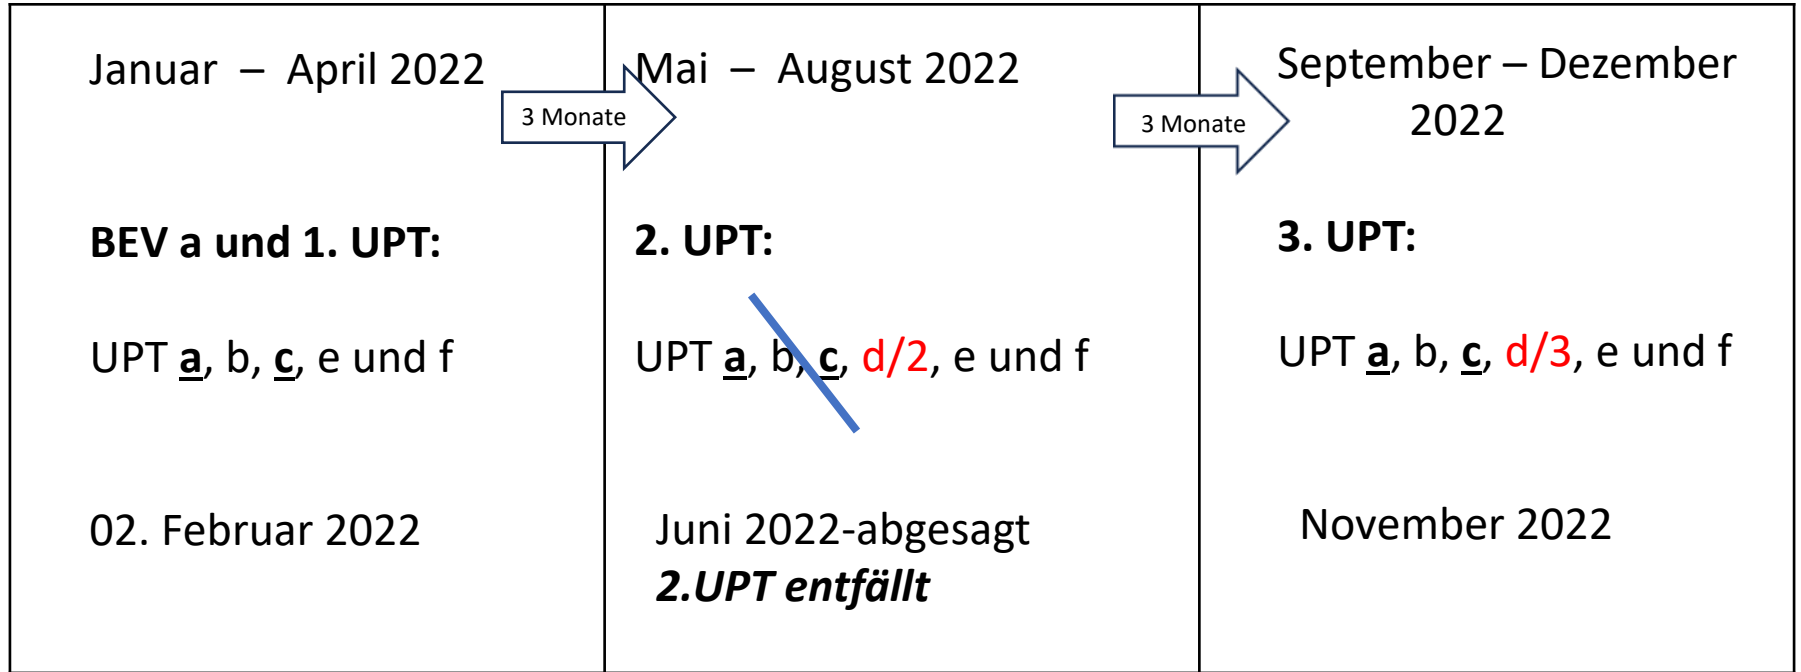 Januar – April 2022
3 Monate
BEV a und 1. UPT:
UPT a, b, c, e und f
02. Februar 2022
Mai – August 2022
3 Monate
2. UPT:
UPT a, b, c, d/2, e und f
Juni 2022-abgesagt
2.UPT entfällt
September – Dezember
2022
3. UPT:
UPT a, b, c, d/3, e und f
November 2022